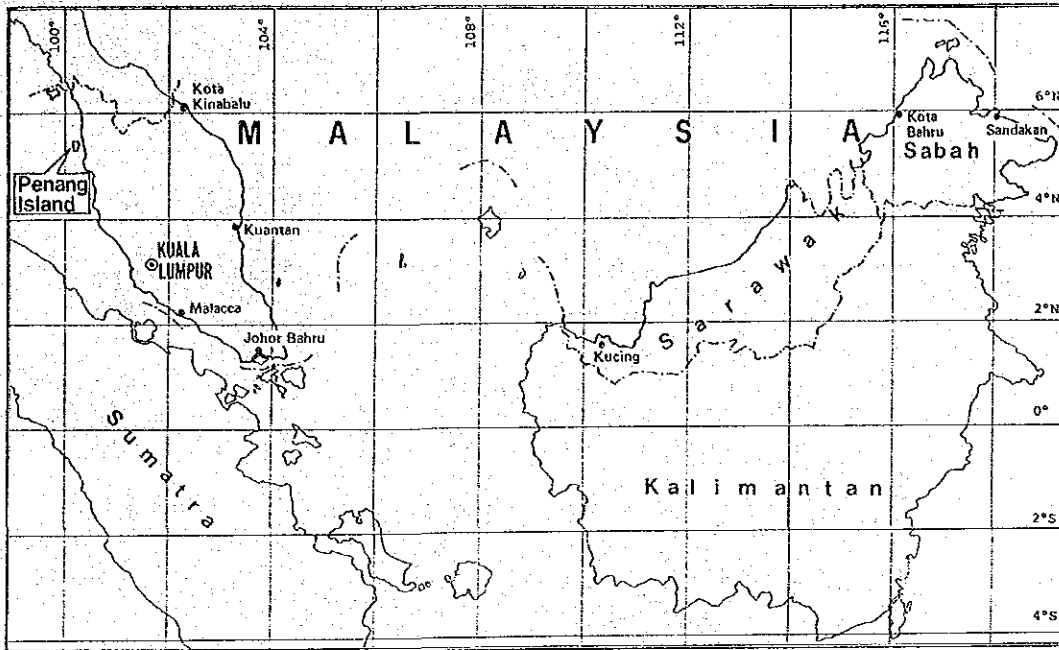 100°
104°
108°
112°
116°
Kota
Kinabalu
MALAYSIA
6°N
Kota
Bahru
Sandakan
Sabah
Penang
Island
4°N
Kuantan
KUALA
LUMPUR
Sarawak
Malacca
2°N
Johor Bahru
Kucing
0°
Sumatra
Kalimantan
2°S
4°S